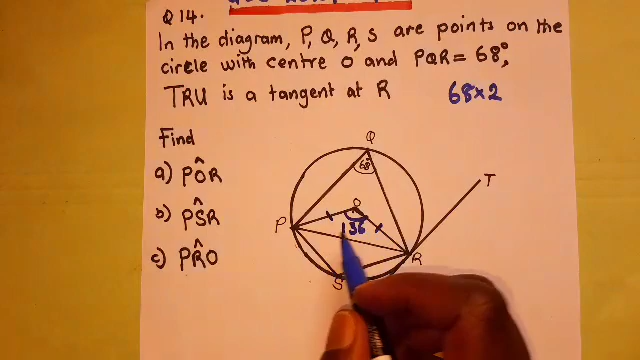 Q 14.
In the diagram, P, Q, R, S are points on the
circle with centre O and PQR = 68°,
TRU is a tangent at R
68×2
Find
a) PÔR
b) PŜR
c) PR̂O
Q
68°
T
O
P
136
R
S